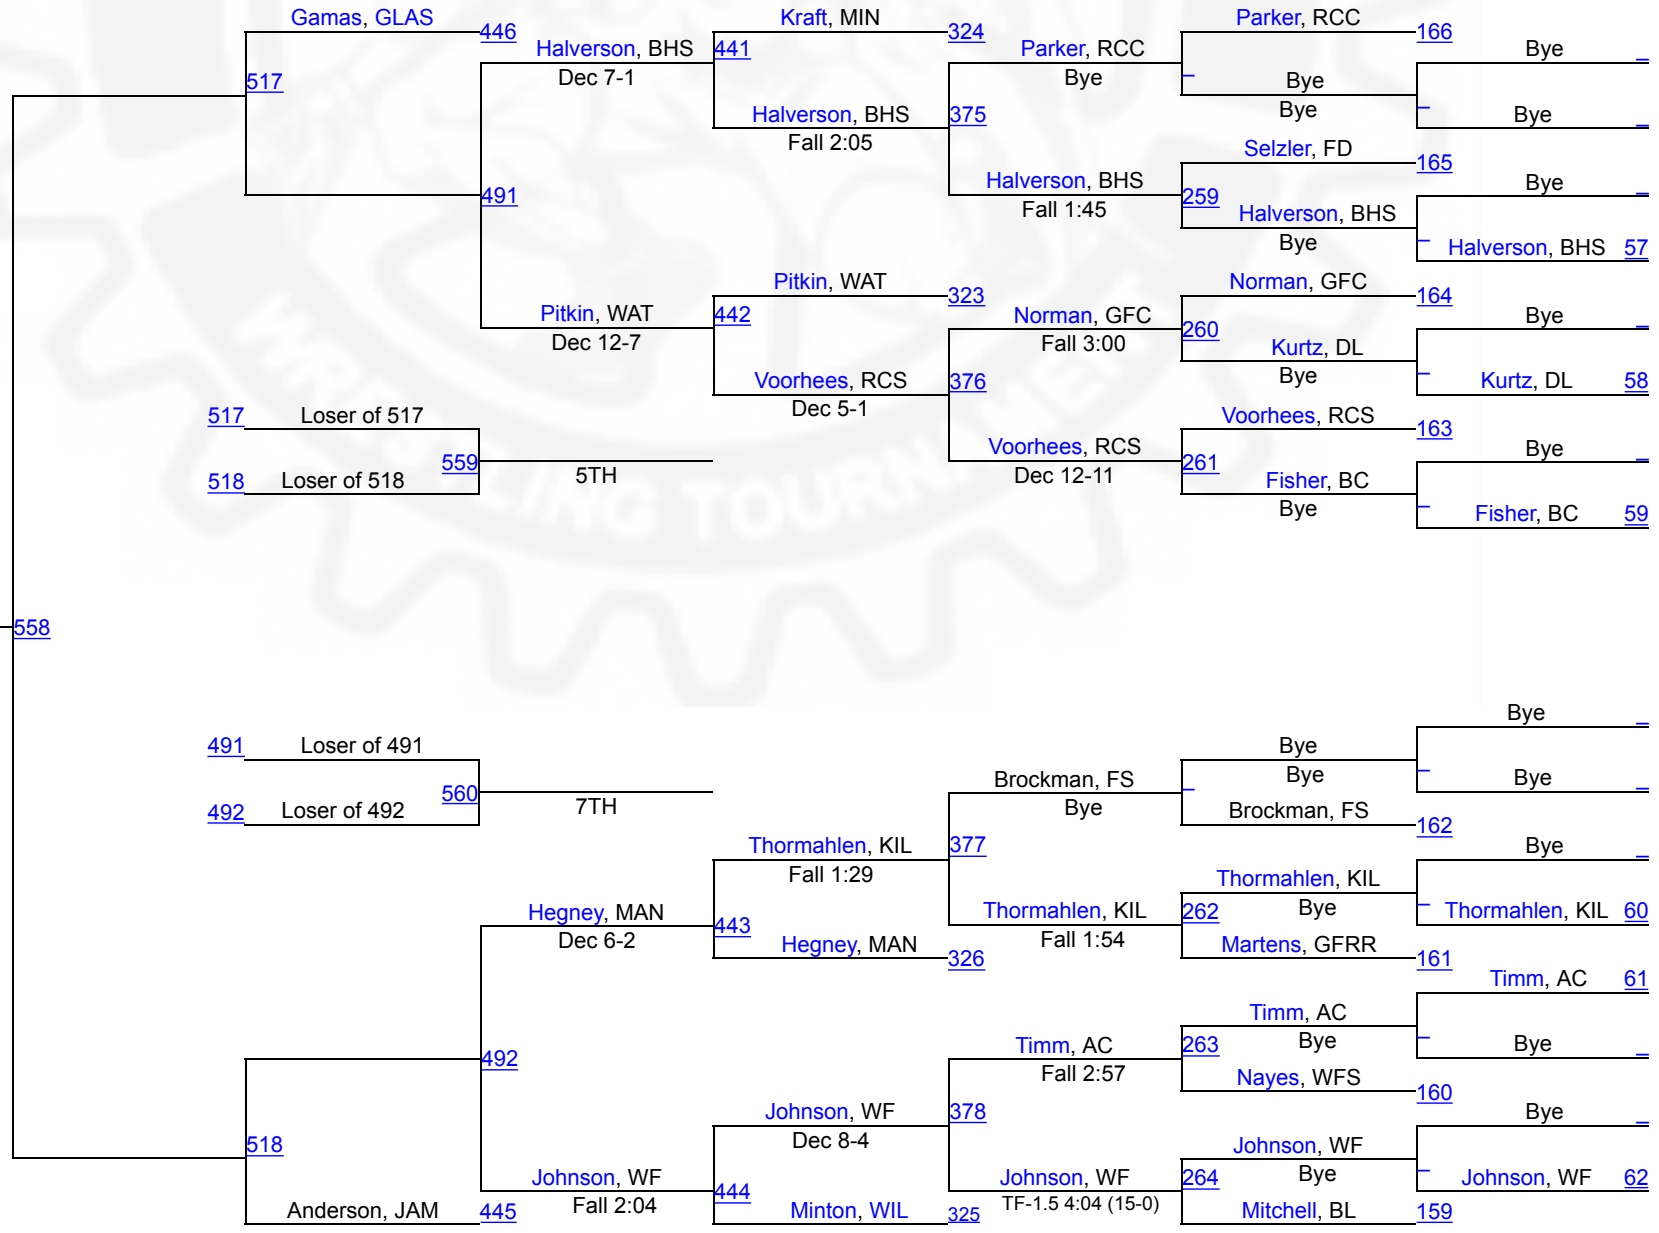 Gamas, GLAS
446
517
Halverson, BHS
Dec 7-1
Kraft, MIN
324
441
Halverson, BHS
Fall 2:05
Parker, RCC
Bye
375
Parker, RCC
166
Bye
–
Bye
–
Bye
Bye
–
Bye
–
Selzler, FD
165
Halverson, BHS
Fall 1:45
259
Halverson, BHS
Bye
Bye
–
–
Halverson, BHS 57
491
Pitkin, WAT
Dec 12-7
Pitkin, WAT
323
442
Voorhees, RCS
Dec 5-1
Norman, GFC
Fall 3:00
376
Norman, GFC
164
260
Kurtz, DL
Bye
Bye
–
–
Kurtz, DL 58
Voorhees, RCS
Dec 12-11
Voorhees, RCS
163
261
Fisher, BC
Bye
Bye
–
–
Fisher, BC 59
517 Loser of 517
559
5TH
518 Loser of 518
WRESTLING TOURNAMENT
558
491 Loser of 491
560
7TH
492 Loser of 492
Brockman, FS
Bye
Bye
Bye
–
Brockman, FS
162
Bye
–
–
Bye
–
Thormahlen, KIL
Fall 1:29
377
Thormahlen, KIL
Fall 1:54
Thormahlen, KIL
Bye
262
Martens, GFRR
161
Bye
–
–
Thormahlen, KIL 60
Hegney, MAN
Dec 6-2
443
Hegney, MAN
326
492
Timm, AC
Fall 2:57
Timm, AC
Bye
263
Nayes, WFS
160
Timm, AC 61
–
Bye
–
Johnson, WF
Dec 8-4
378
Johnson, WF
TF-1.5 4:04 (15-0)
Johnson, WF
Bye
264
Mitchell, BL
159
Bye
–
–
Johnson, WF 62
518
Johnson, WF
Fall 2:04
444
Minton, WIL
325
Anderson, JAM
445